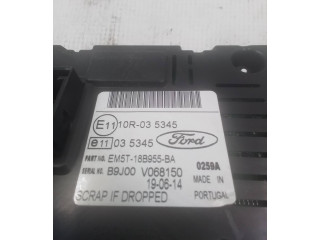 E11 10R-03 5345
e11 03 5345 Ford
PART NO. EM5T-18B955-BA 025BA
SERIAL NO. B9J00 V068150 MADE IN
19-06-14 PORTUGAL
SCRAP IF DROPPED